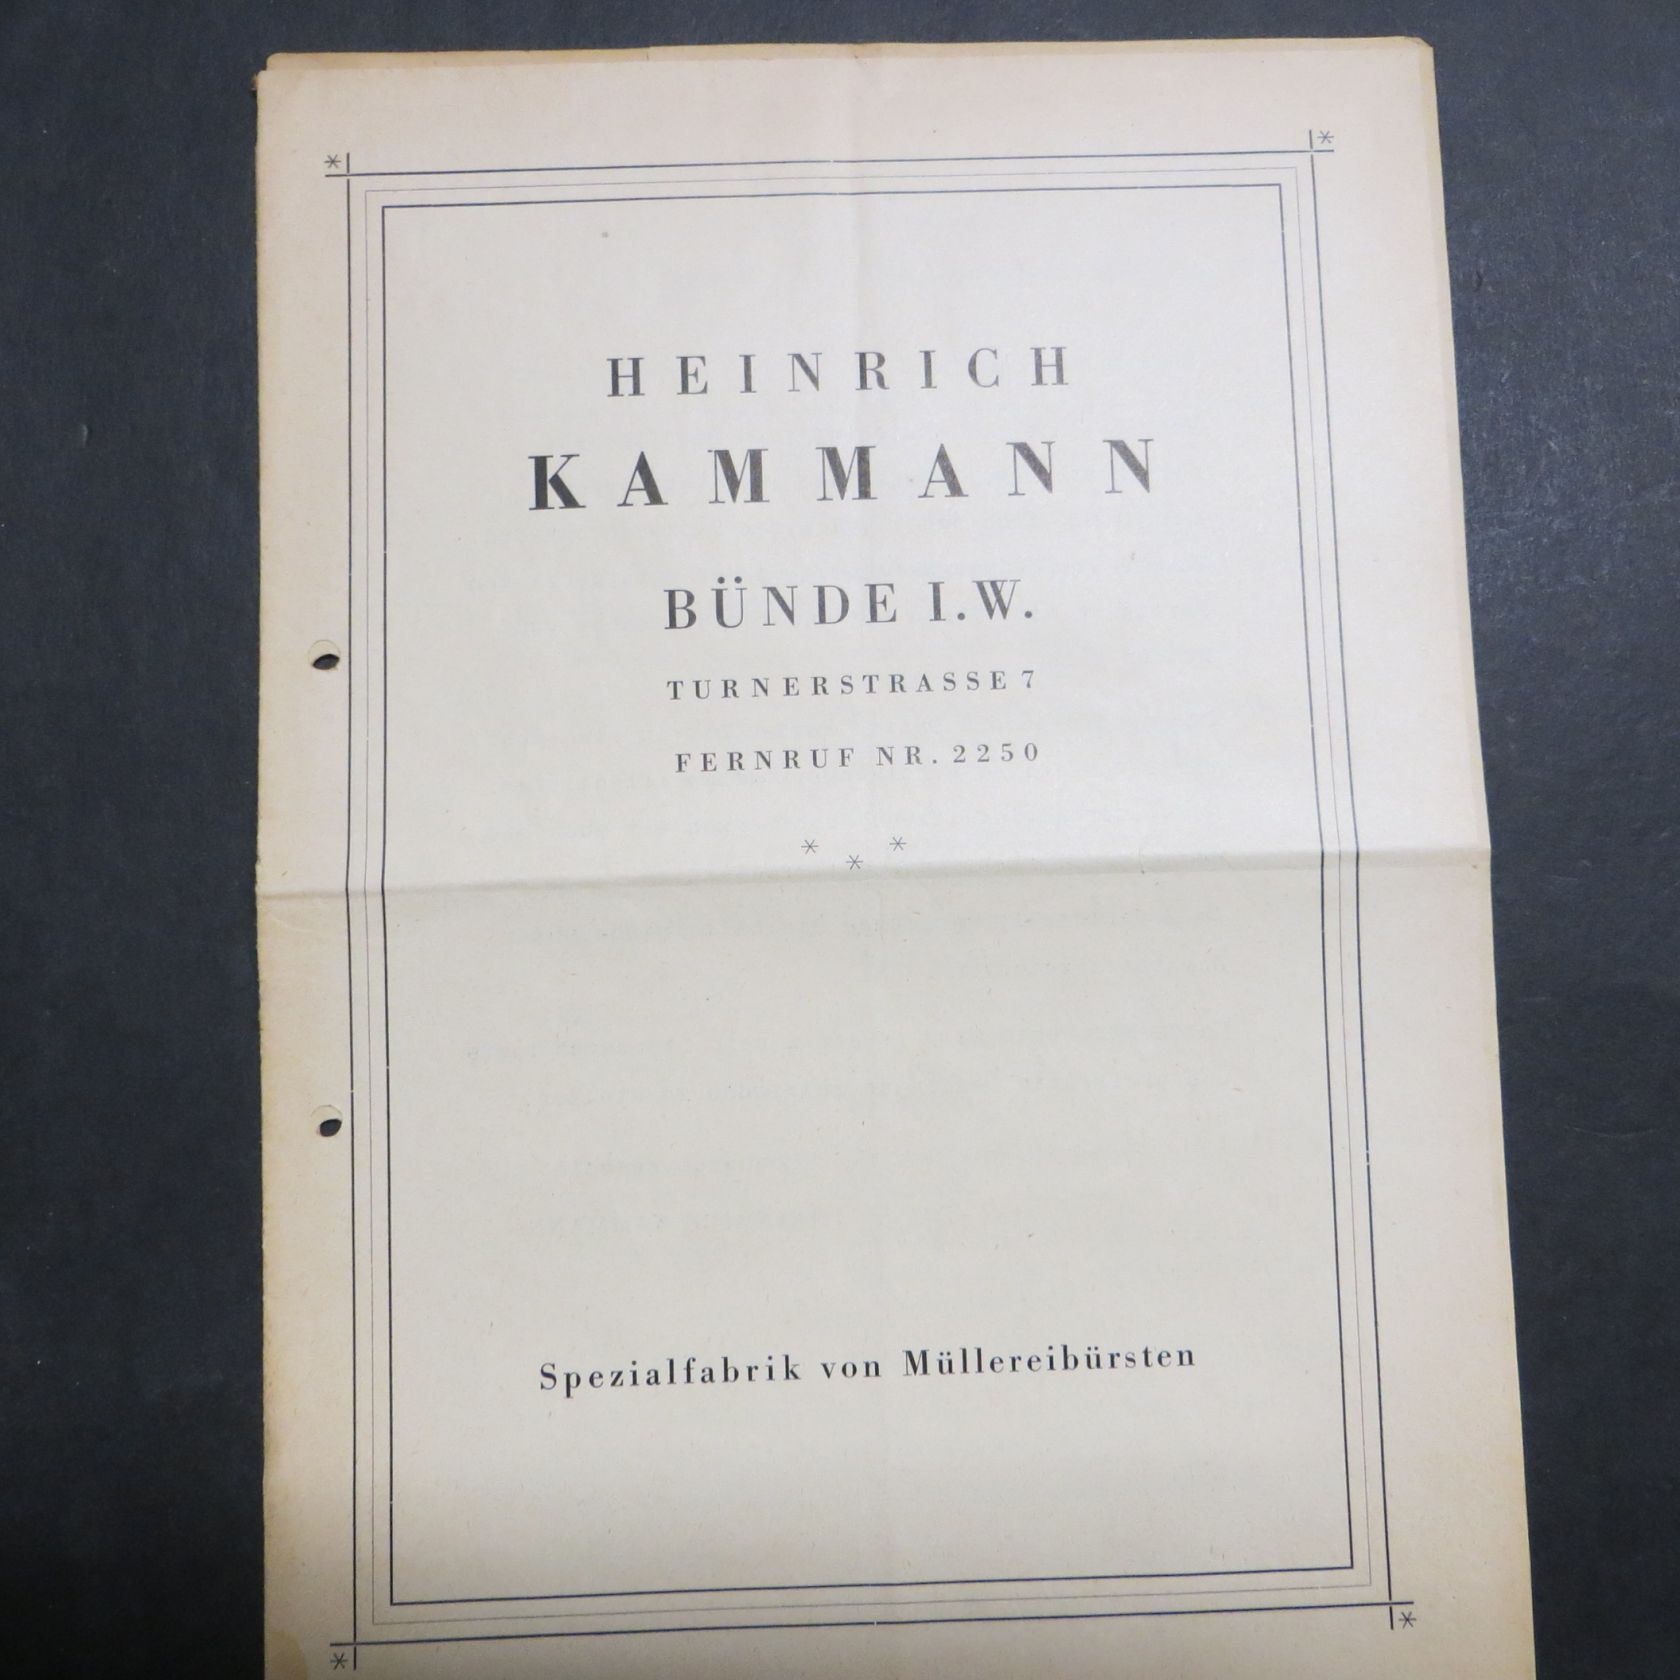 HEINRICH
KAMMANN
BÜNDE I.W.
TURNERSTRASSE 7
FERNRUF NR. 2250
* * *
Spezialfabrik von Müllereibürsten